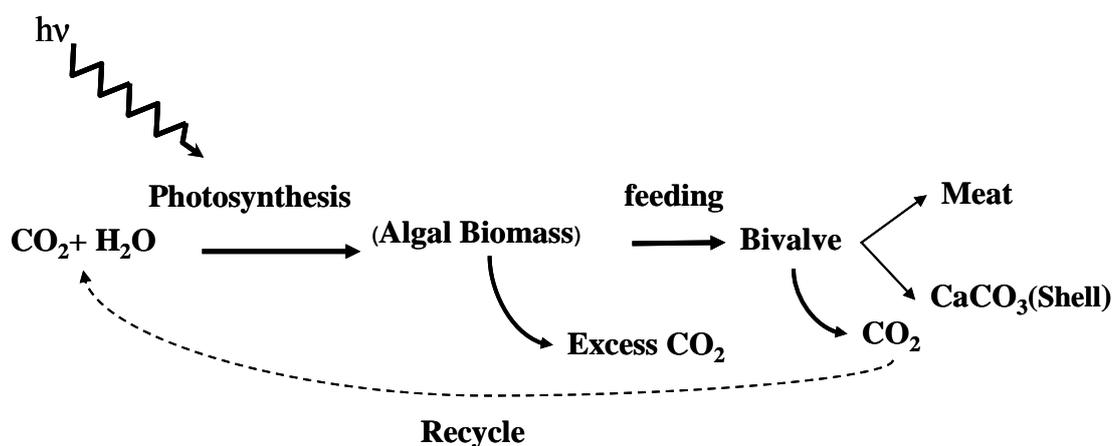 hν
Photosynthesis
feeding
Meat
CO₂+ H₂O
(Algal Biomass)
Bivalve
CaCO₃(Shell)
Excess CO₂
CO₂
Recycle